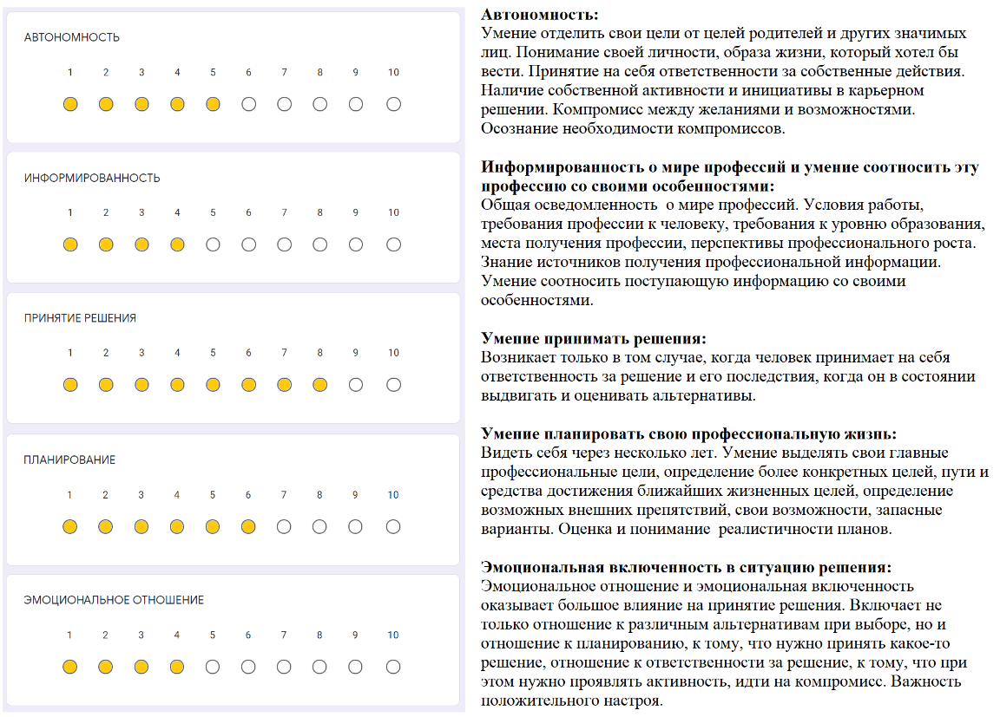 АВТОНОМНОСТЬ
1 2 3 4 5 6 7 8 9 10
ИНФОРМИРОВАННОСТЬ
1 2 3 4 5 6 7 8 9 10
ПРИНЯТИЕ РЕШЕНИЯ
1 2 3 4 5 6 7 8 9 10
ПЛАНИРОВАНИЕ
1 2 3 4 5 6 7 8 9 10
ЭМОЦИОНАЛЬНОЕ ОТНОШЕНИЕ
1 2 3 4 5 6 7 8 9 10
Автономность:
Умение отделить свои цели от целей родителей и других значимых
лиц. Понимание своей личности, образа жизни, который хотел бы
вести. Принятие на себя ответственности за собственные действия.
Наличие собственной активности и инициативы в карьерном
решении. Компромисс между желаниями и возможностями.
Осознание необходимости компромиссов.
Информированность о мире профессий и умение соотносить эту
профессию со своими особенностями:
Общая осведомленность о мире профессий. Условия работы,
требования профессии к человеку, требования к уровню образования,
места получения профессии, перспективы профессионального роста.
Знание источников получения профессиональной информации.
Умение соотносить поступающую информацию со своими
особенностями.
Умение принимать решения:
Возникает только в том случае, когда человек принимает на себя
ответственность за решение и его последствия, когда он в состоянии
выдвигать и оценивать альтернативы.
Умение планировать свою профессиональную жизнь:
Видеть себя через несколько лет. Умение выделять свои главные
профессиональные цели, определение более конкретных целей, пути и
средства достижения ближайших жизненных целей, определение
возможных внешних препятствий, свои возможности, запасные
варианты. Оценка и понимание реалистичности планов.
Эмоциональная включенность в ситуацию решения:
Эмоциональное отношение и эмоциональная включенность
оказывает большое влияние на принятие решения. Включает не
только отношение к различным альтернативам при выборе, но и
отношение к планированию, к тому, что нужно принять какое-то
решение, отношение к ответственности за решение, к тому, что при
этом нужно проявлять активность, идти на компромисс. Важность
положительного настроя.